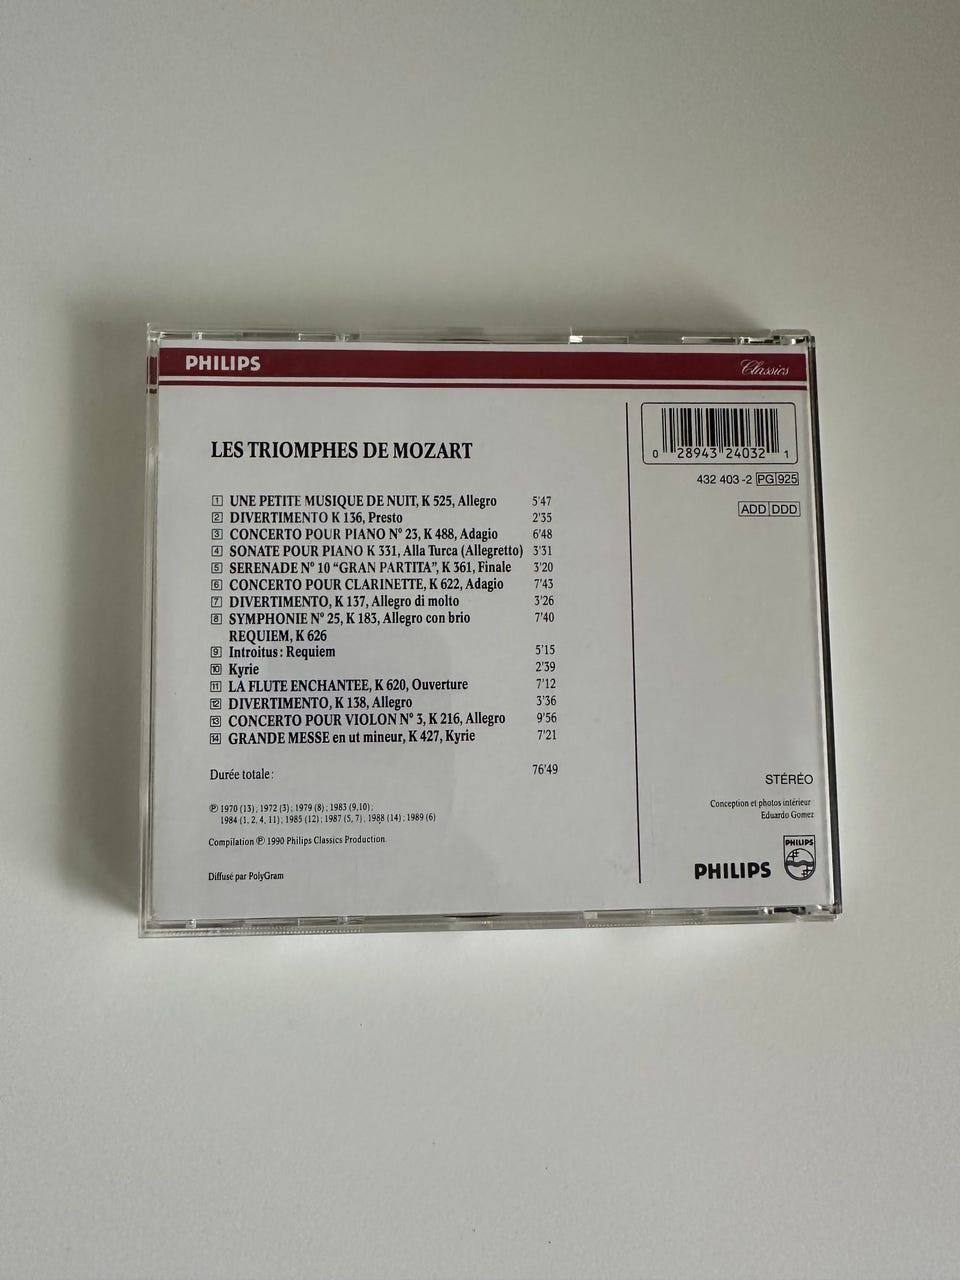 PHILIPS Classics
LES TRIOMPHES DE MOZART
1 UNE PETITE MUSIQUE DE NUIT, K 525, Allegro 5'47
2 DIVERTIMENTO K 136, Presto 2'35
3 CONCERTO POUR PIANO N° 23, K 488, Adagio 6'48
4 SONATE POUR PIANO K 331, Alla Turca (Allegretto) 3'31
5 SERENADE N° 10 “GRAN PARTITA”, K 361, Finale 3'20
6 CONCERTO POUR CLARINETTE, K 622, Adagio 7'43
7 DIVERTIMENTO, K 137, Allegro di molto 3'26
8 SYMPHONIE N° 25, K 183, Allegro con brio 7'40
REQUIEM, K 626
9 Introitus : Requiem 5'15
10 Kyrie 2'39
11 LA FLUTE ENCHANTEE, K 620, Ouverture 7'12
12 DIVERTIMENTO, K 138, Allegro 3'36
13 CONCERTO POUR VIOLON N° 3, K 216, Allegro 9'56
14 GRANDE MESSE en ut mineur, K 427, Kyrie 7'21
Durée totale : 76'49
℗ 1970 (13) ; 1972 (3) ; 1979 (8) ; 1983 (9,10) ;
1984 (1, 2, 4, 11) ; 1985 (12) ; 1987 (5, 7) ; 1988 (14) ; 1989 (6)
Compilation ℗ 1990 Philips Classics Production.
Diffusé par PolyGram
0 28943 24032 1
432 403 -2 PG 925
ADD DDD
STÉRÉO
Conception et photos intérieur
Eduardo Gomez
PHILIPS
PHILIPS